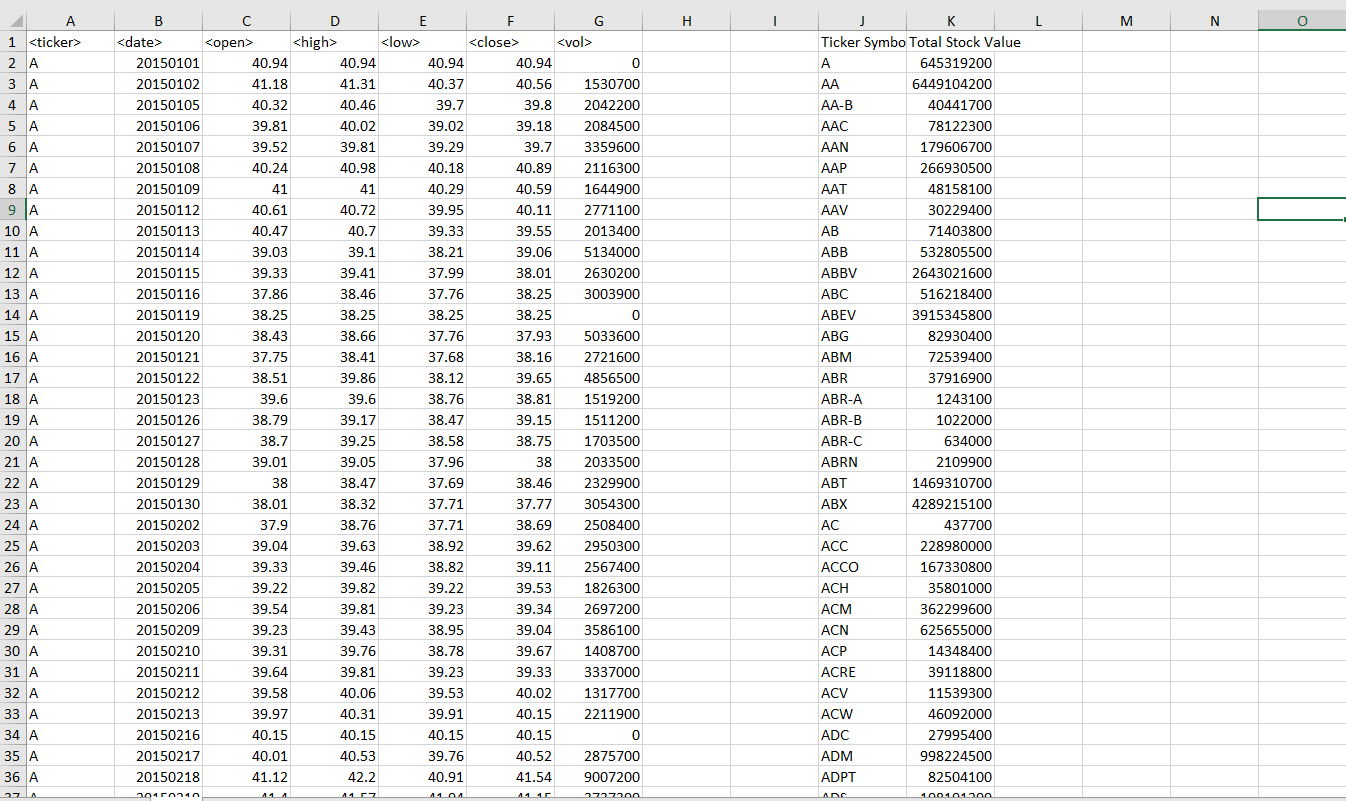 A B C D E F G H I J K L M N O
1 <ticker> <date> <open> <high> <low> <close> <vol> Ticker Symbo Total Stock Value
2 A 20150101 40.94 40.94 40.94 40.94 0 A 645319200
3 A 20150102 41.18 41.31 40.37 40.56 1530700 AA 6449104200
4 A 20150105 40.32 40.46 39.7 39.8 2042200 AA-B 40441700
5 A 20150106 39.81 40.02 39.02 39.18 2084500 AAC 78122300
6 A 20150107 39.52 39.81 39.29 39.7 3359600 AAN 179606700
7 A 20150108 40.24 40.98 40.18 40.89 2116300 AAP 266930500
8 A 20150109 41 41 40.29 40.59 1644900 AAT 48158100
9 A 20150112 40.61 40.72 39.95 40.11 2771100 AAV 30229400
10 A 20150113 40.47 40.7 39.33 39.55 2013400 AB 71403800
11 A 20150114 39.03 39.1 38.21 39.06 5134000 ABB 532805500
12 A 20150115 39.33 39.41 37.99 38.01 2630200 ABBV 2643021600
13 A 20150116 37.86 38.46 37.76 38.25 3003900 ABC 516218400
14 A 20150119 38.25 38.25 38.25 38.25 0 ABEV 3915345800
15 A 20150120 38.43 38.66 37.76 37.93 5033600 ABG 82930400
16 A 20150121 37.75 38.41 37.68 38.16 2721600 ABM 72539400
17 A 20150122 38.51 39.86 38.12 39.65 4856500 ABR 37916900
18 A 20150123 39.6 39.6 38.76 38.81 1519200 ABR-A 1243100
19 A 20150126 38.79 39.17 38.47 39.15 1511200 ABR-B 1022000
20 A 20150127 38.7 39.25 38.58 38.75 1703500 ABR-C 634000
21 A 20150128 39.01 39.05 37.96 38 2033500 ABRN 2109900
22 A 20150129 38 38.47 37.69 38.46 2329900 ABT 1469310700
23 A 20150130 38.01 38.32 37.71 37.77 3054300 ABX 4289215100
24 A 20150202 37.9 38.76 37.71 38.69 2508400 AC 437700
25 A 20150203 39.04 39.63 38.92 39.62 2950300 ACC 228980000
26 A 20150204 39.33 39.46 38.82 39.11 2567400 ACCO 167330800
27 A 20150205 39.22 39.82 39.22 39.53 1826300 ACH 35801000
28 A 20150206 39.54 39.81 39.23 39.34 2697200 ACM 362299600
29 A 20150209 39.23 39.43 38.95 39.04 3586100 ACN 625655000
30 A 20150210 39.31 39.76 38.78 39.67 1408700 ACP 14348400
31 A 20150211 39.64 39.81 39.23 39.33 3337000 ACRE 39118800
32 A 20150212 39.58 40.06 39.53 40.02 1317700 ACV 11539300
33 A 20150213 39.97 40.31 39.91 40.15 2211900 ACW 46092000
34 A 20150216 40.15 40.15 40.15 40.15 0 ADC 27995400
35 A 20150217 40.01 40.53 39.76 40.52 2875700 ADM 998224500
36 A 20150218 41.12 42.2 40.91 41.54 9007200 ADPT 82504100
37 A